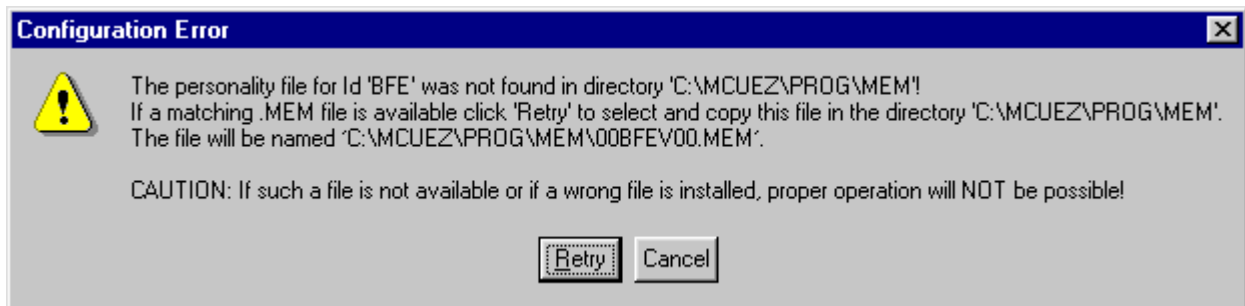 Configuration Error
The personality file for Id 'BFE' was not found in directory 'C:\MCUEZ\PROG\MEM'!
If a matching .MEM file is available click 'Retry' to select and copy this file in the directory 'C:\MCUEZ\PROG\MEM'.
The file will be named ´C:\MCUEZ\PROG\MEM\00BFEV00.MEM´.
CAUTION: If such a file is not available or if a wrong file is installed, proper operation will NOT be possible!
Retry Cancel